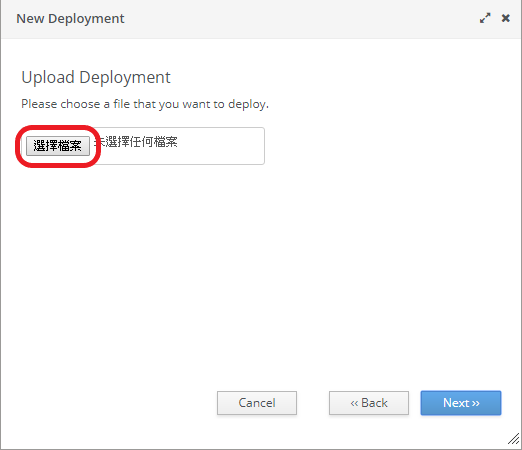 New Deployment
Upload Deployment
Please choose a file that you want to deploy.
選擇檔案 未選擇任何檔案
Cancel ‹‹ Back Next ››